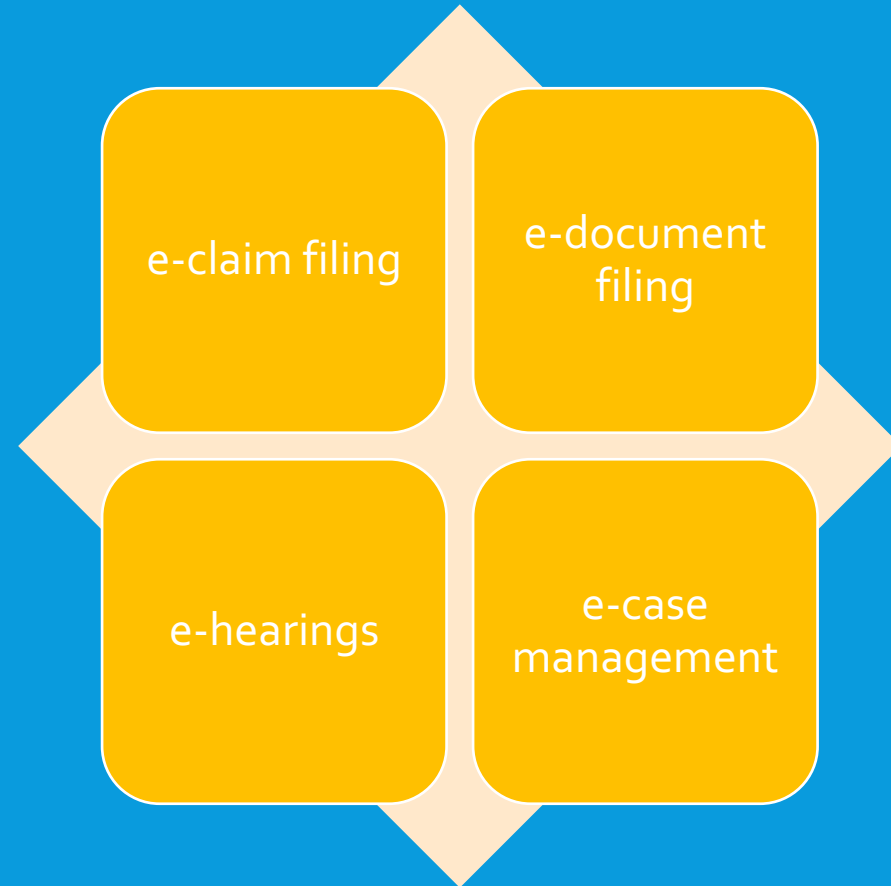 e-claim filing
e-document
filing
e-hearings
e-case
management